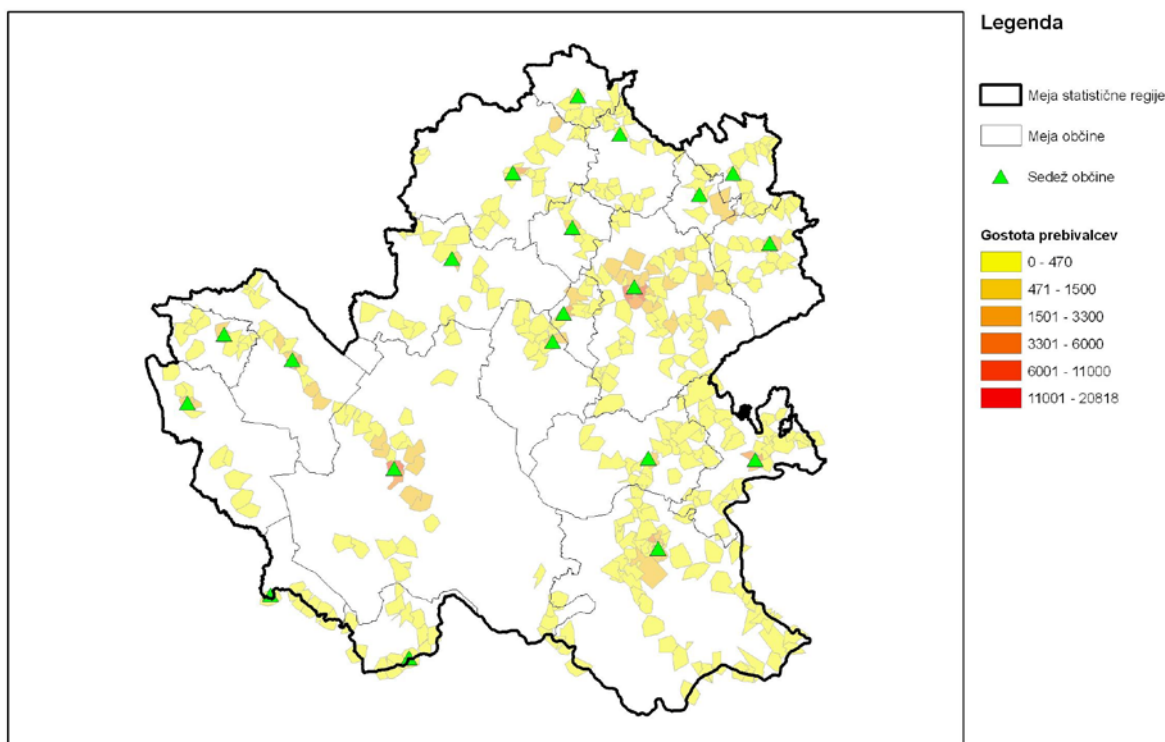 Legenda
Meja statistične regije
Meja občine
Sedež občine
Gostota prebivalcev
0 - 470
471 - 1500
1501 - 3300
3301 - 6000
6001 - 11000
11001 - 20818